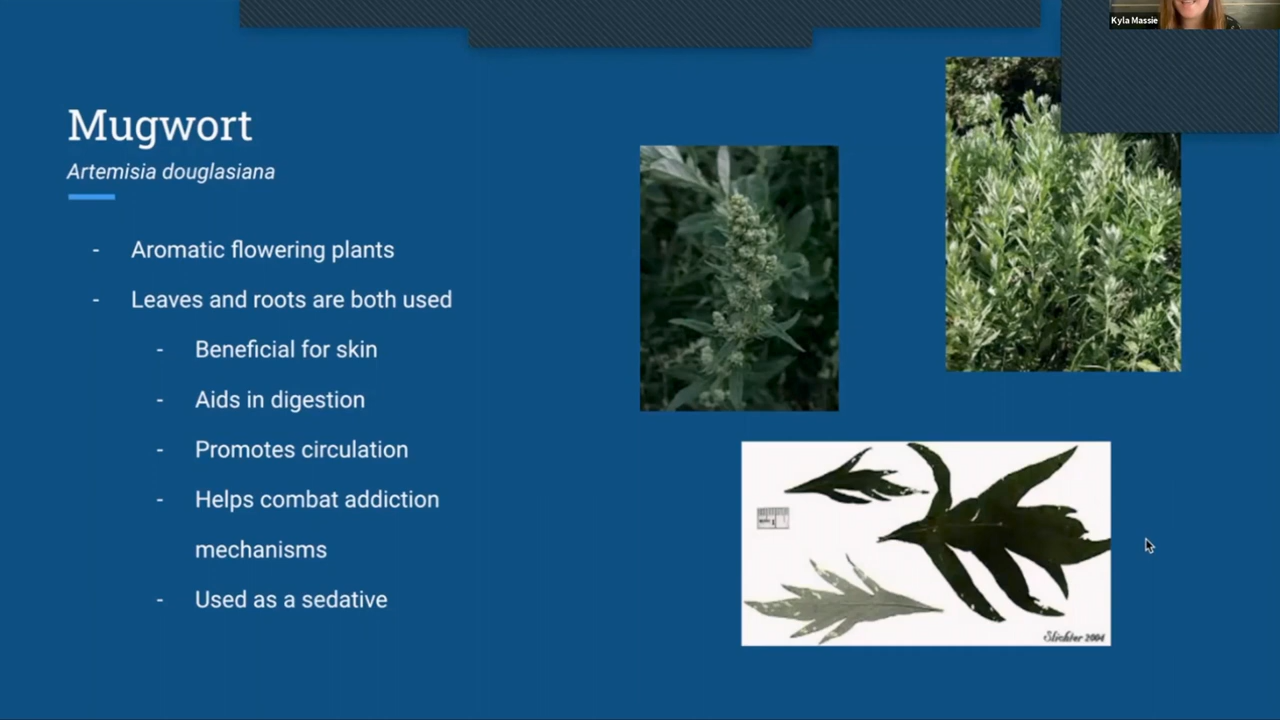 Kyla Massie
Mugwort
Artemisia douglasiana
- Aromatic flowering plants
- Leaves and roots are both used
- Beneficial for skin
- Aids in digestion
- Promotes circulation
- Helps combat addiction
mechanisms
- Used as a sedative
Slichter 2004